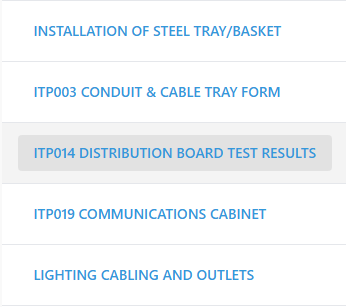 INSTALLATION OF STEEL TRAY/BASKET
ITP003 CONDUIT & CABLE TRAY FORM
ITP014 DISTRIBUTION BOARD TEST RESULTS
ITP019 COMMUNICATIONS CABINET
LIGHTING CABLING AND OUTLETS